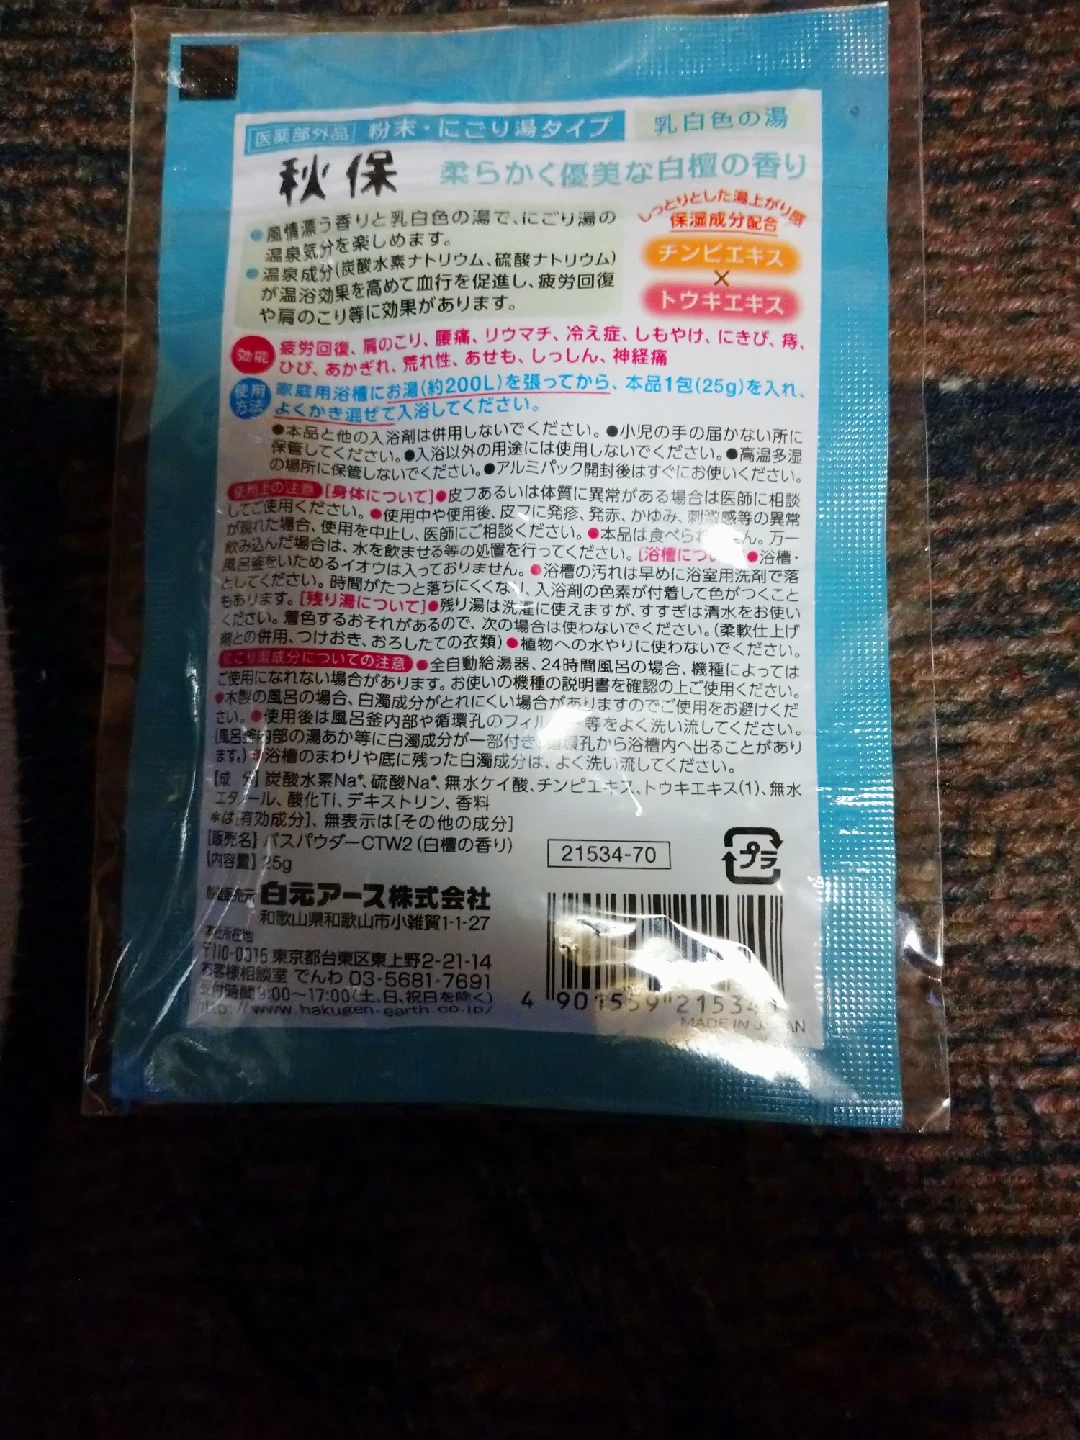 医薬部外品 粉末・にごり湯タイプ 乳白色の湯
秋保 柔らかく優美な白檀の香り
●風情漂う香りと乳白色の湯で、にごり湯の
温泉気分を楽しめます。
●温泉成分(炭酸水素ナトリウム、硫酸ナトリウム)
が温浴効果を高めて血行を促進し、疲労回復
や肩のこり等に効果があります。
しっとりとした湯上がり感
保湿成分配合
チンピエキス
×
トウキエキス
効能 疲労回復、肩のこり、腰痛、リウマチ、冷え症、しもやけ、にきび、痔、
ひび、あかぎれ、荒れ性、あせも、しっしん、神経痛
使用方法 家庭用浴槽にお湯(約200L)を張ってから、本品1包(25g)を入れ、
よくかき混ぜて入浴してください。
●本品と他の入浴剤は併用しないでください。●小児の手の届かない所に
保管してください。●入浴以外の用途には使用しないでください。●高温多湿
の場所に保管しないでください。●アルミパック開封後はすぐにお使いください。
使用上の注意 [身体について]●皮フあるいは体質に異常がある場合は医師に相談
してご使用ください。●使用中や使用後、皮フに発疹、発赤、かゆみ、刺激感等の異常
が現れた場合、使用を中止し、医師にご相談ください。●本品は食べられません。万一
飲み込んだ場合は、水を飲ませる等の処置を行ってください。[浴槽について]●浴槽・
風呂釜をいためるイオウは入っておりません。●浴槽の汚れは早めに浴室用洗剤で落
としてください。時間がたつと落ちにくくなり、入浴剤の色素が付着して色がつくこと
もあります。[残り湯について]●残り湯は洗濯に使えますが、すすぎは清水をお使い
ください。着色するおそれがあるので、次の場合は使わないでください。(柔軟仕上げ
剤との併用、つけおき、おろしたての衣類)●植物への水やりに使わないでください。
にごり湯成分についての注意 ●全自動給湯器、24時間風呂の場合、機種によっては
ご使用になれない場合があります。お使いの機種の説明書を確認の上ご使用ください。
●木製の風呂の場合、白濁成分がとれにくい場合がありますのでご使用をお避けくだ
さい。●使用後は風呂釜内部や循環孔のフィルター等をよく洗い流してください。
(風呂釜内部の湯あか等に白濁成分が一部付き、循環孔から浴槽内へ出ることがあり
ます。)●浴槽のまわりや底に残った白濁成分は、よく洗い流してください。
[成 分]炭酸水素Na*、硫酸Na*、無水ケイ酸、チンピエキス、トウキエキス(1)、無水
エタノール、酸化Ti、デキストリン、香料
*は[有効成分]、無表示は[その他の成分]
【販売名】バスパウダーCTW2(白檀の香り)
【内容量】25g
21534-70
プラ
製造販売元 白元アース株式会社
和歌山県和歌山市小雑賀1-1-27
本社所在地
〒110-0015 東京都台東区東上野2-21-14
お客様相談室 でんわ 03-5681-7691
受付時間 9:00〜17:00(土、日、祝日を除く)
http://www.hakugen-earth.co.jp/
4 901559 21534
MADE IN JAPAN